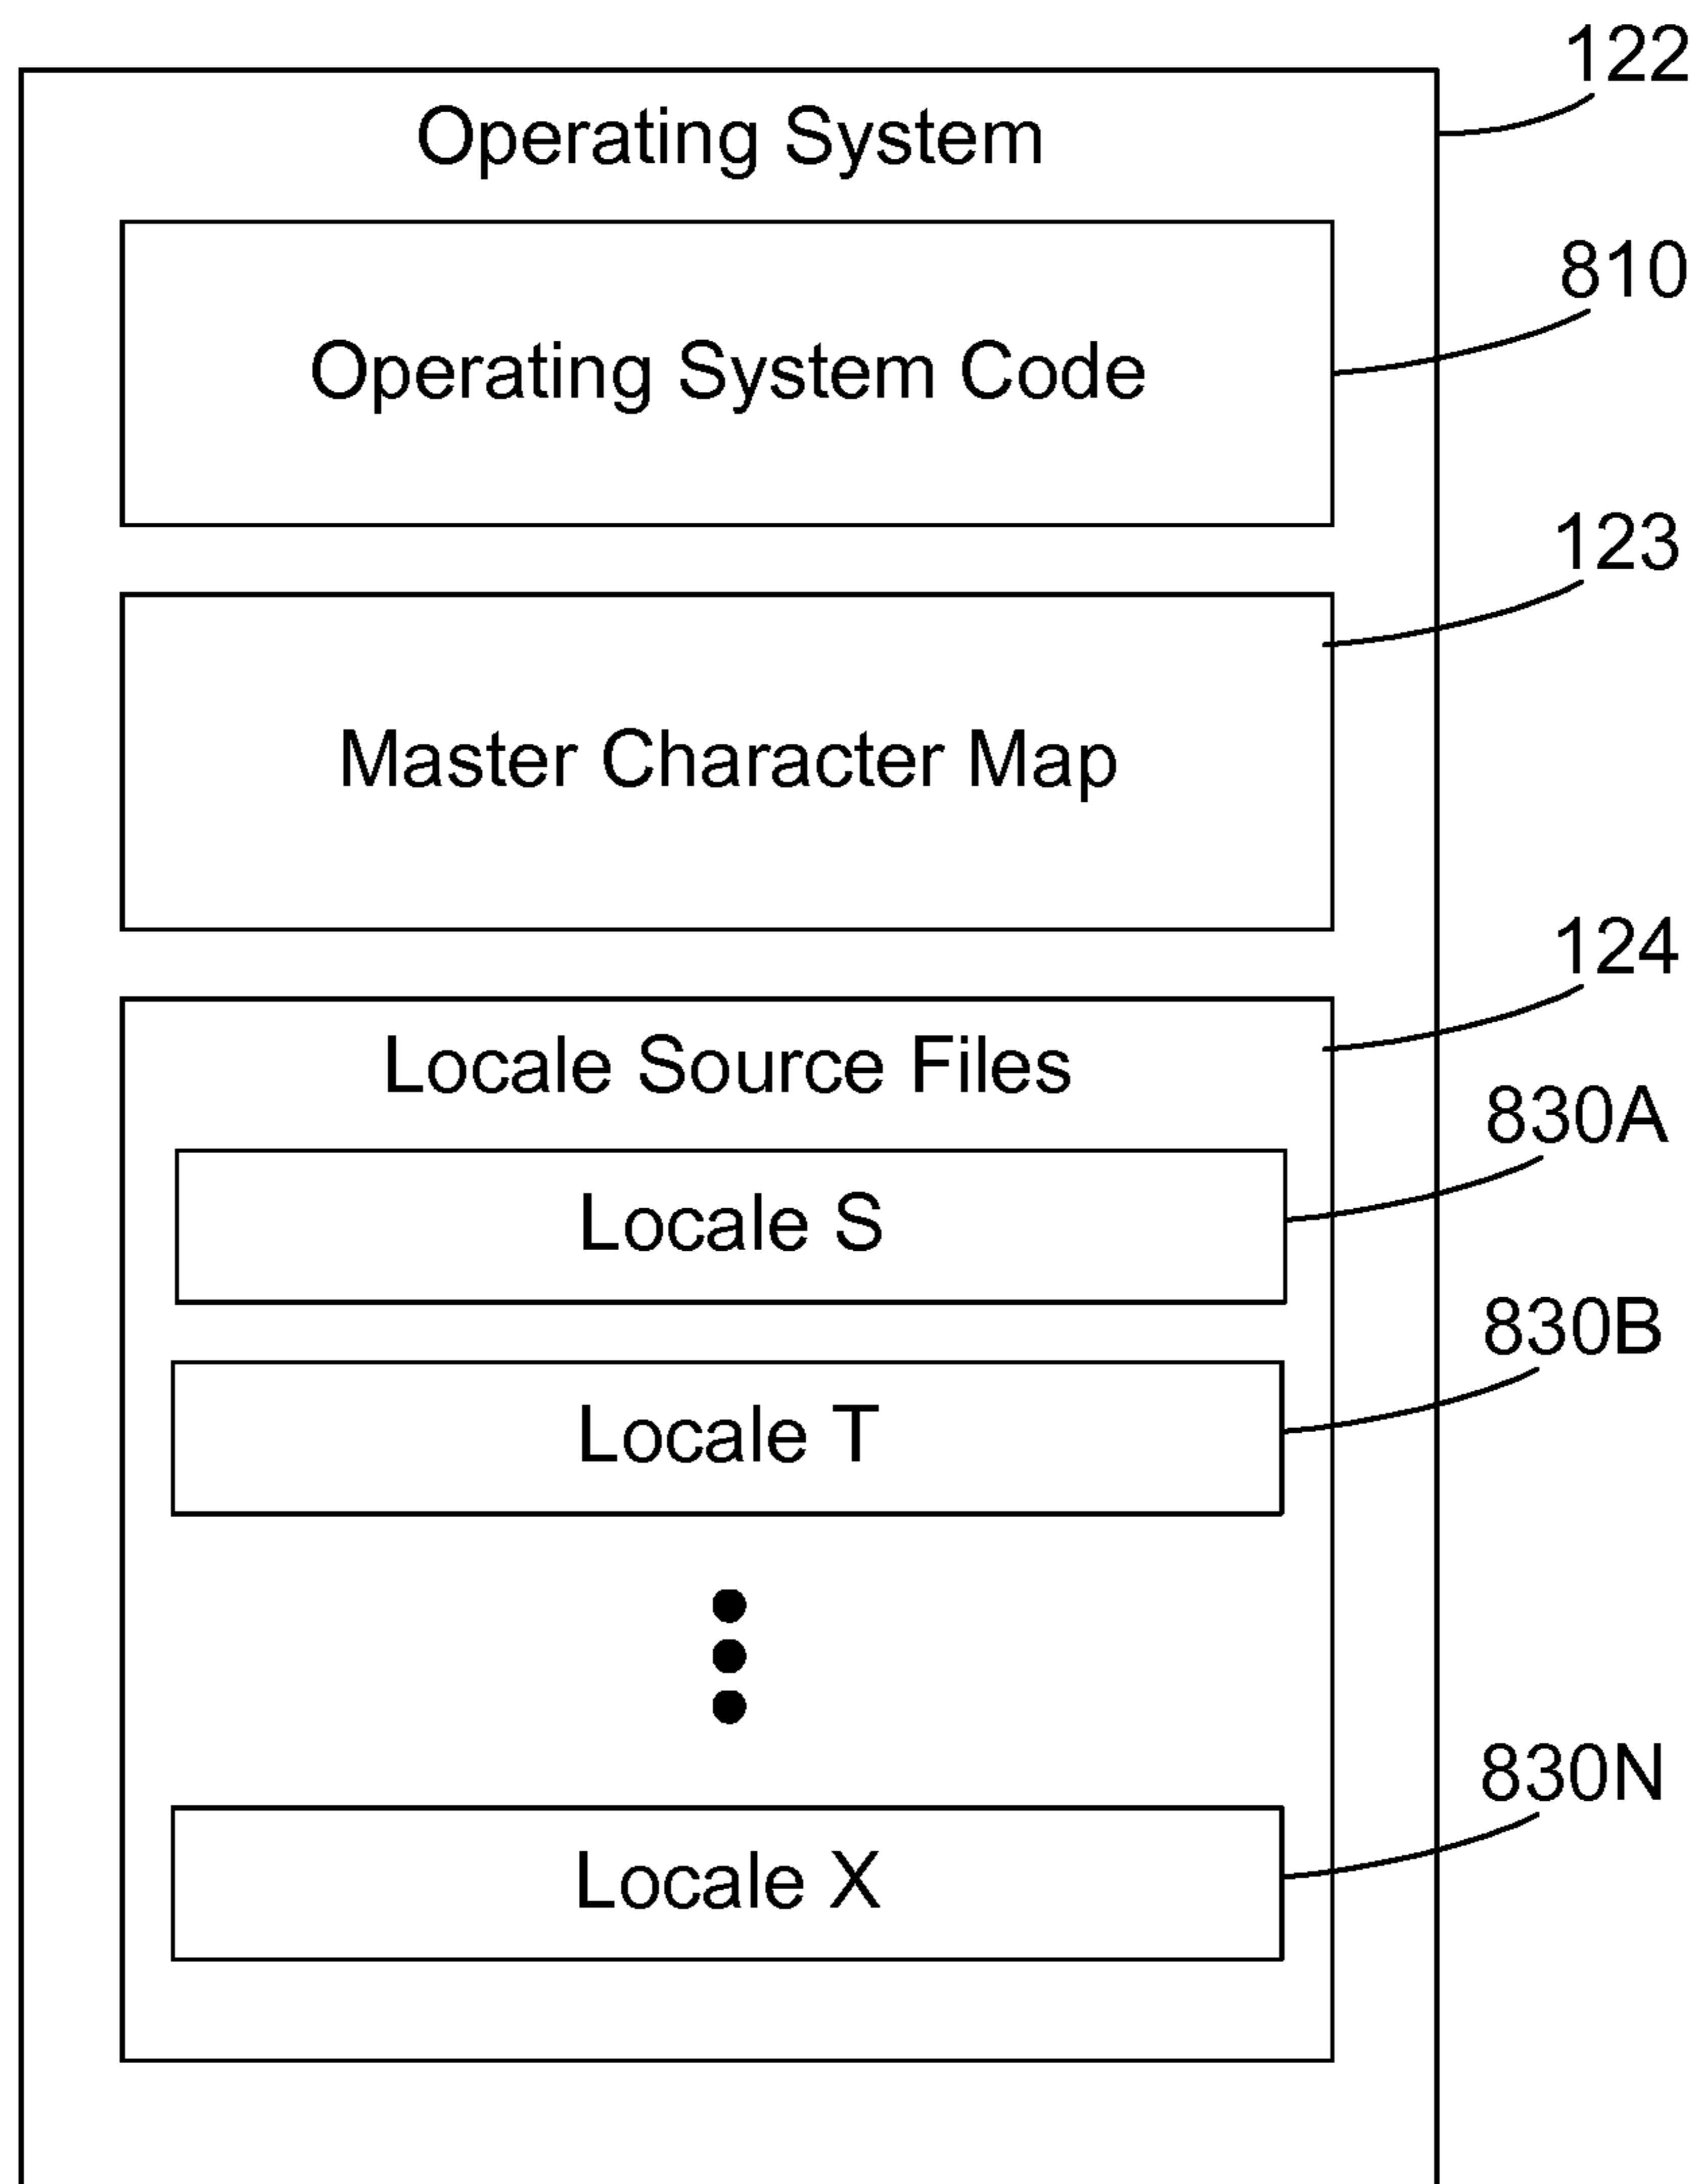 122
Operating System
810
Operating System Code
123
Master Character Map
124
Locale Source Files
830A
Locale S
830B
Locale T
830N
Locale X